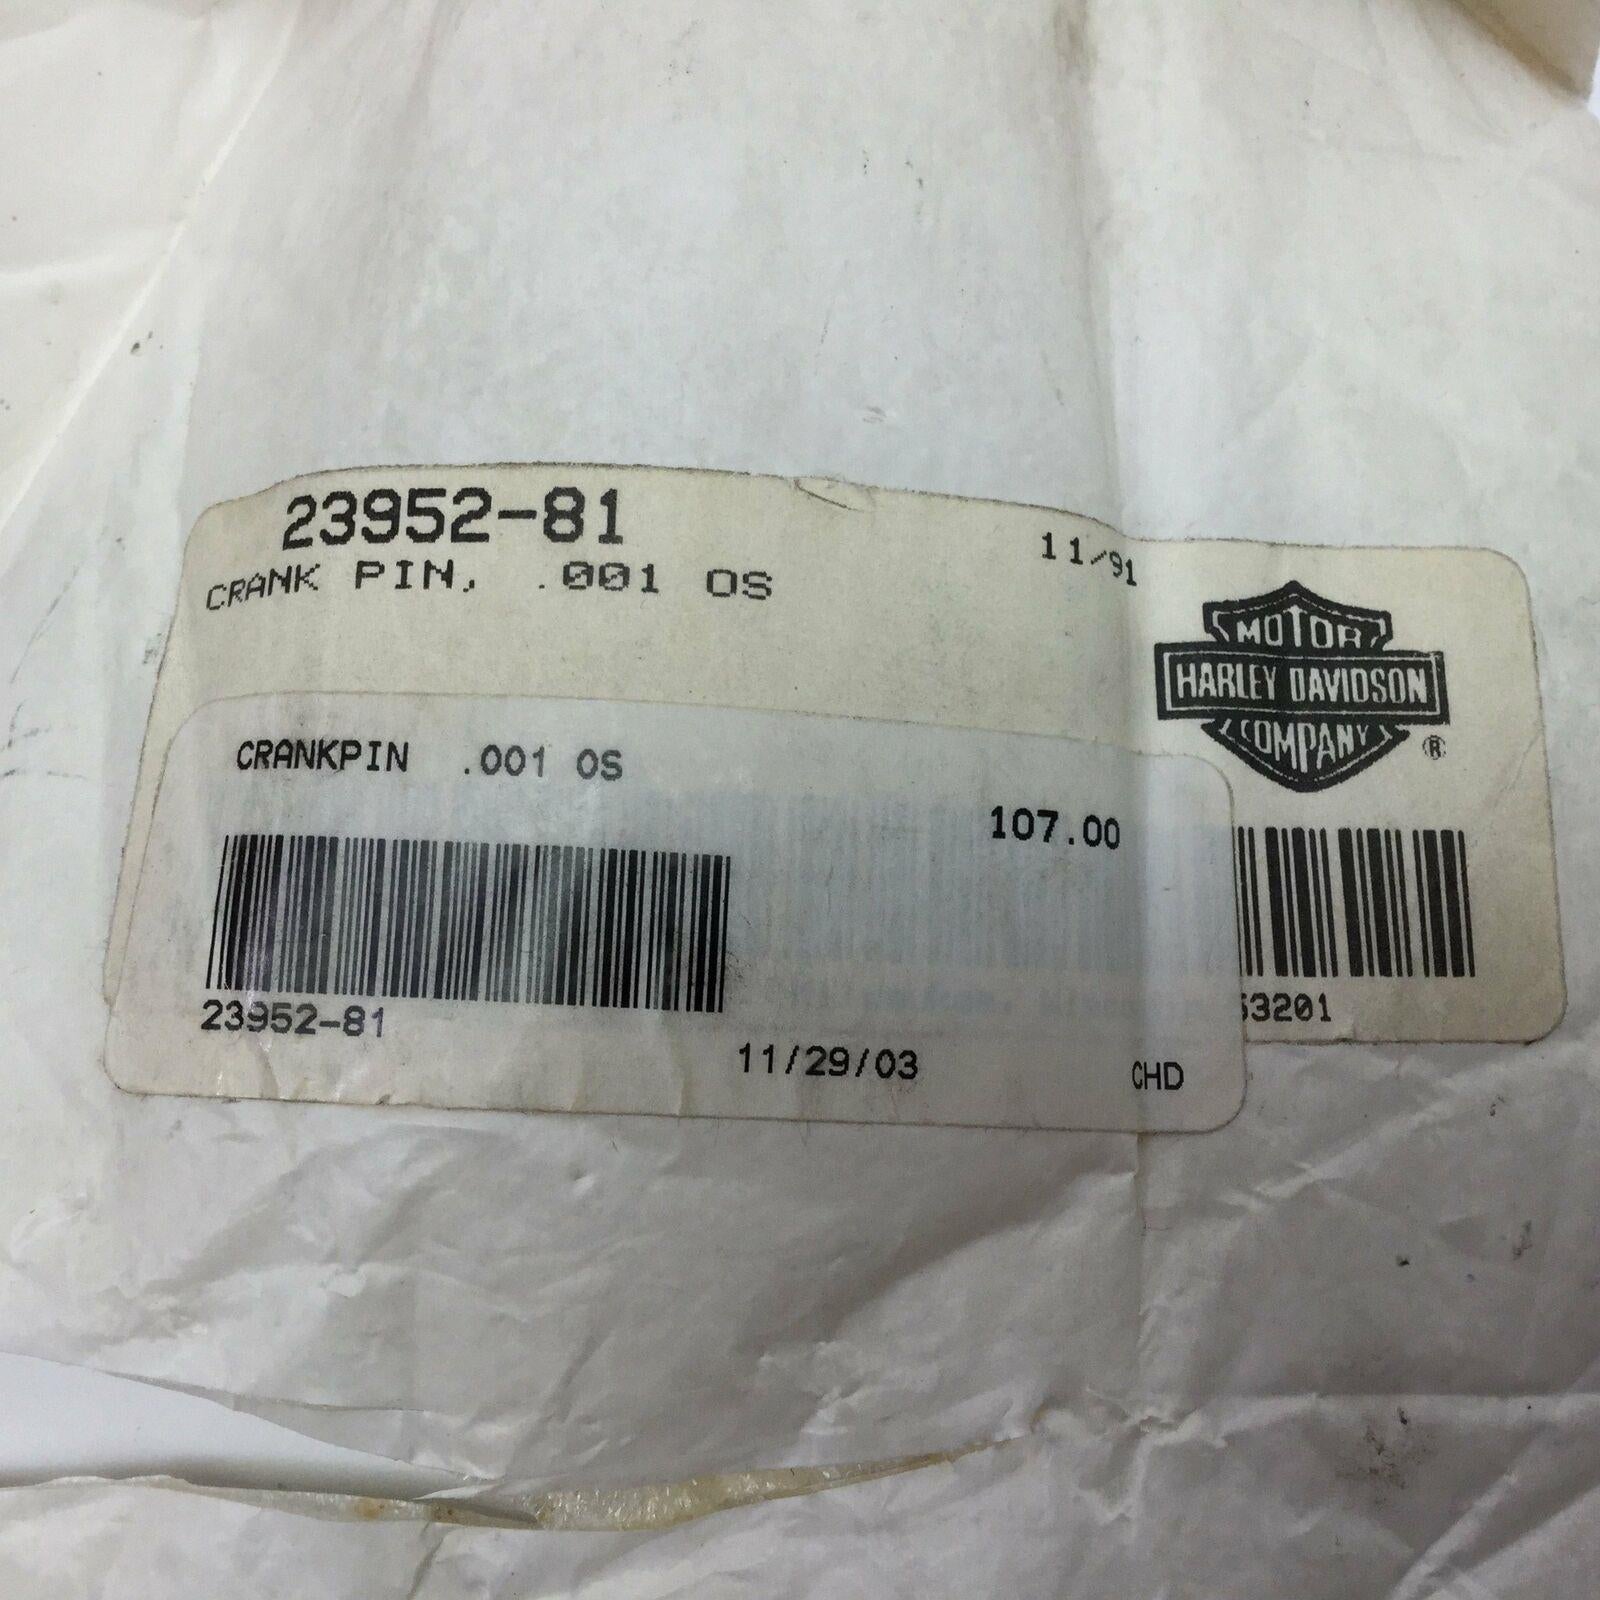 23952-81
11/91
CRANK PIN, .001 OS
MOTOR
HARLEY-DAVIDSON
COMPANY
®
CRANKPIN .001 OS
107.00
23952-81
53201
11/29/03
CHD